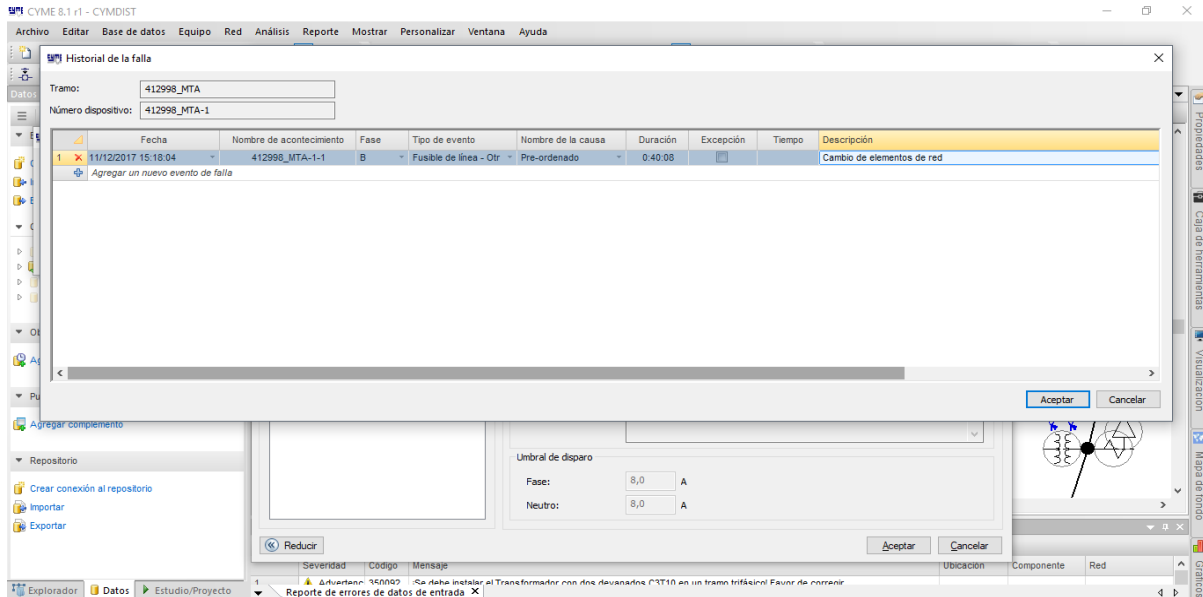 CYME 8.1 r1 - CYMDIST
Archivo Editar Base de datos Equipo Red Análisis Reporte Mostrar Personalizar Ventana Ayuda
Historial de la falla
Tramo: 412998_MTA
Número dispositivo: 412998_MTA-1
Fecha Nombre de acontecimiento Fase Tipo de evento Nombre de la causa Duración Excepción Tiempo Descripción
1 11/12/2017 15:18:04 412998_MTA-1-1 B Fusible de línea - Otr Pre-ordenado 0:40:08 Cambio de elementos de red
Agregar un nuevo evento de falla
Aceptar Cancelar
Datos
Agregar complemento
Repositorio
Crear conexión al repositorio
Importar
Exportar
Umbral de disparo
Fase: 8,0 A
Neutro: 8,0 A
Reducir
Aceptar Cancelar
Severidad Código Mensaje Ubicación Componente Red
1 Advertenc 350092 ¡Se debe instalar el Transformador con dos devanados C3T10 en un tramo trifásico! Favor de corregir
Explorador Datos Estudio/Proyecto
Reporte de errores de datos de entrada
Propiedades
Caja de herramientas
Visualización
Mapa de fondo
Gráficos